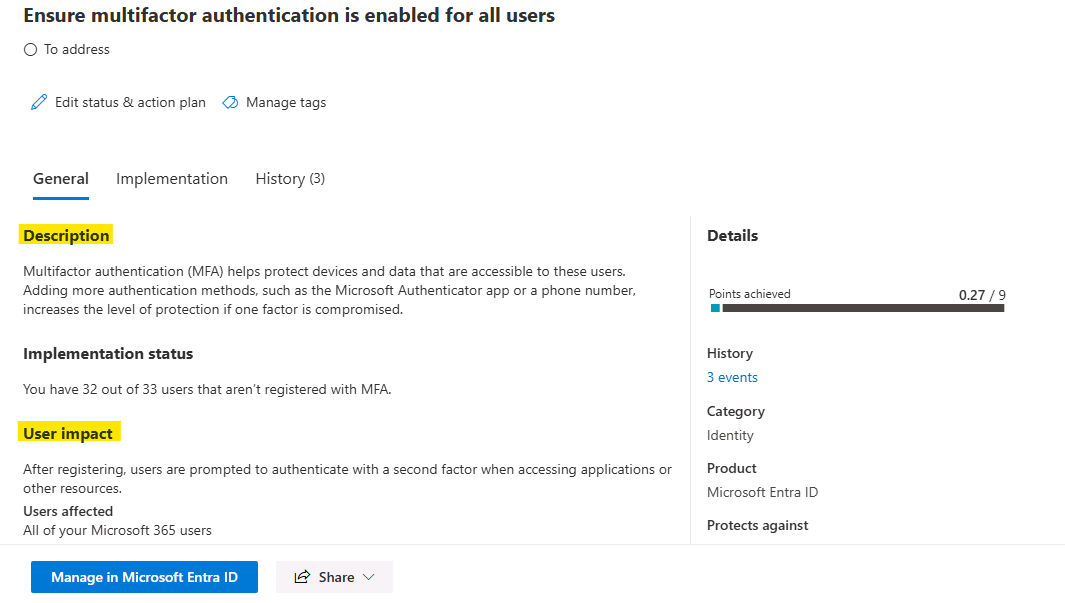 Ensure multifactor authentication is enabled for all users
To address
Edit status & action plan
Manage tags
General
Implementation
History (3)
Description
Multifactor authentication (MFA) helps protect devices and data that are accessible to these users.
Adding more authentication methods, such as the Microsoft Authenticator app or a phone number,
increases the level of protection if one factor is compromised.
Implementation status
You have 32 out of 33 users that aren’t registered with MFA.
User impact
After registering, users are prompted to authenticate with a second factor when accessing applications or
other resources.
Users affected
All of your Microsoft 365 users
Details
Points achieved
0.27 / 9
History
3 events
Category
Identity
Product
Microsoft Entra ID
Protects against
Manage in Microsoft Entra ID
Share